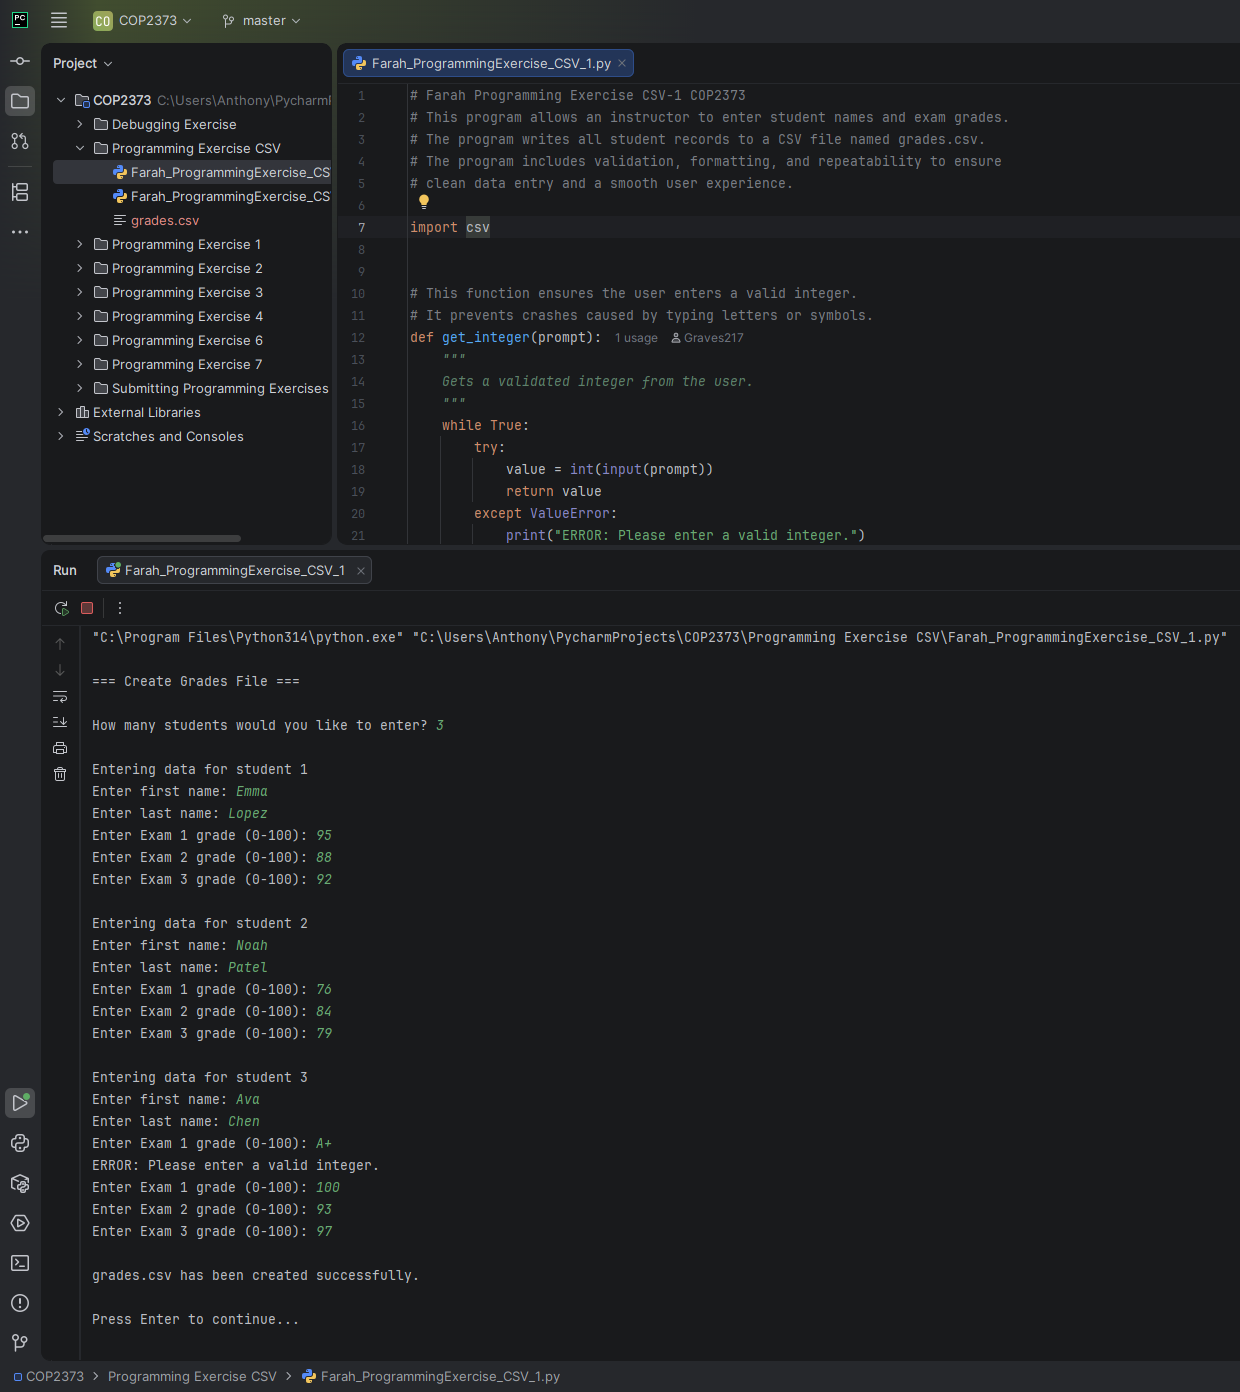 PC
CO COP2373 master
Project
COP2373 C:\Users\Anthony\PycharmP
Debugging Exercise
Programming Exercise CSV
Farah_ProgrammingExercise_CS
Farah_ProgrammingExercise_CS
grades.csv
Programming Exercise 1
Programming Exercise 2
Programming Exercise 3
Programming Exercise 4
Programming Exercise 6
Programming Exercise 7
Submitting Programming Exercises
External Libraries
Scratches and Consoles
Farah_ProgrammingExercise_CSV_1.py
1 # Farah Programming Exercise CSV-1 COP2373
2 # This program allows an instructor to enter student names and exam grades.
3 # The program writes all student records to a CSV file named grades.csv.
4 # The program includes validation, formatting, and repeatability to ensure
5 # clean data entry and a smooth user experience.
6
7 import csv
8
9
10 # This function ensures the user enters a valid integer.
11 # It prevents crashes caused by typing letters or symbols.
12 def get_integer(prompt): 1 usage Graves217
13 """
14 Gets a validated integer from the user.
15 """
16 while True:
17 try:
18 value = int(input(prompt))
19 return value
20 except ValueError:
21 print("ERROR: Please enter a valid integer.")
Run Farah_ProgrammingExercise_CSV_1
"C:\Program Files\Python314\python.exe" "C:\Users\Anthony\PycharmProjects\COP2373\Programming Exercise CSV\Farah_ProgrammingExercise_CSV_1.py"
=== Create Grades File ===
How many students would you like to enter? 3
Entering data for student 1
Enter first name: Emma
Enter last name: Lopez
Enter Exam 1 grade (0-100): 95
Enter Exam 2 grade (0-100): 88
Enter Exam 3 grade (0-100): 92
Entering data for student 2
Enter first name: Noah
Enter last name: Patel
Enter Exam 1 grade (0-100): 76
Enter Exam 2 grade (0-100): 84
Enter Exam 3 grade (0-100): 79
Entering data for student 3
Enter first name: Ava
Enter last name: Chen
Enter Exam 1 grade (0-100): A+
ERROR: Please enter a valid integer.
Enter Exam 1 grade (0-100): 100
Enter Exam 2 grade (0-100): 93
Enter Exam 3 grade (0-100): 97
grades.csv has been created successfully.
Press Enter to continue...
COP2373 > Programming Exercise CSV > Farah_ProgrammingExercise_CSV_1.py